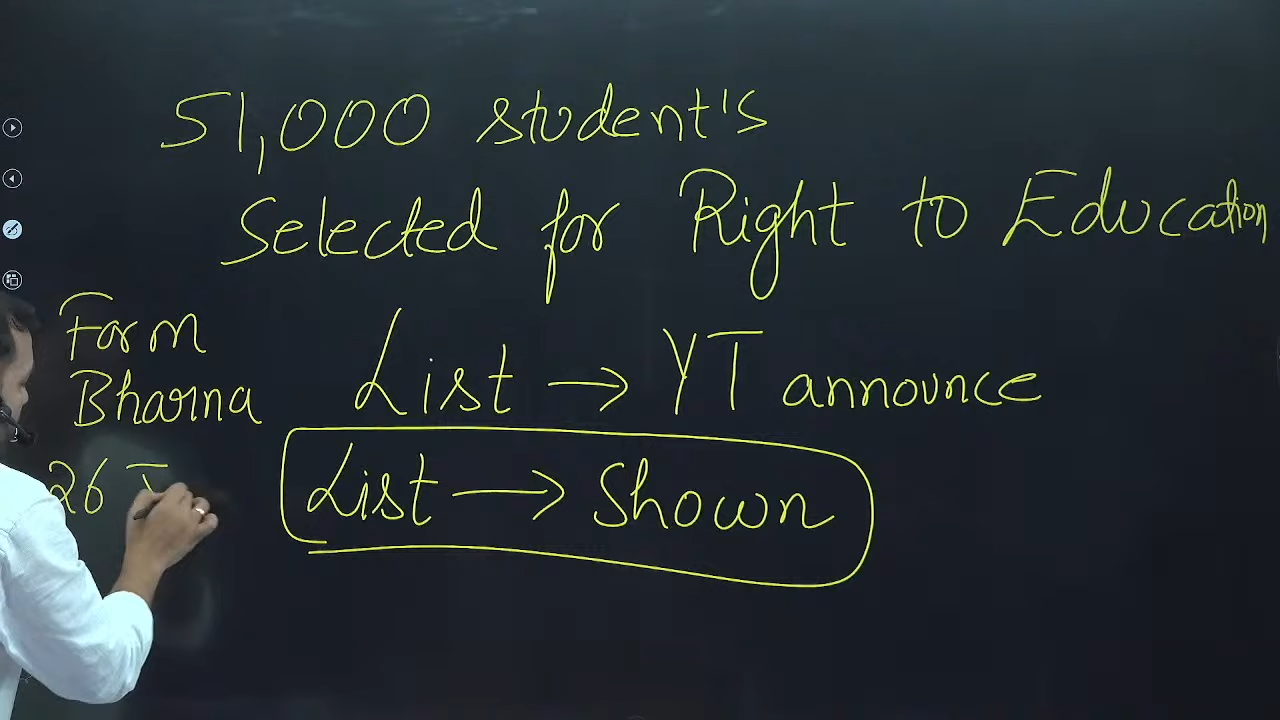 51,000 student's
Selected for Right to Education
Form
Bharna
List → YT announce
26
List → Shown